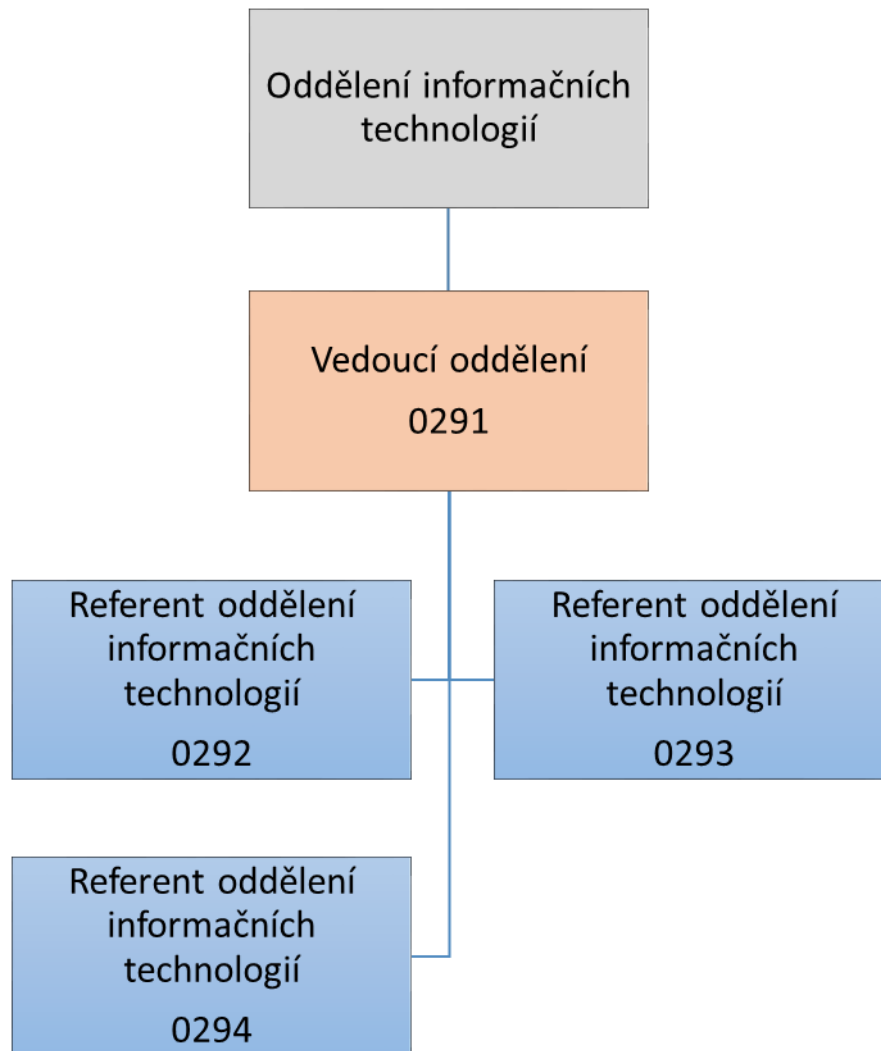 Oddělení informačních
technologií
Vedoucí oddělení
0291
Referent oddělení
informačních
technologií
0292
Referent oddělení
informačních
technologií
0293
Referent oddělení
informačních
technologií
0294